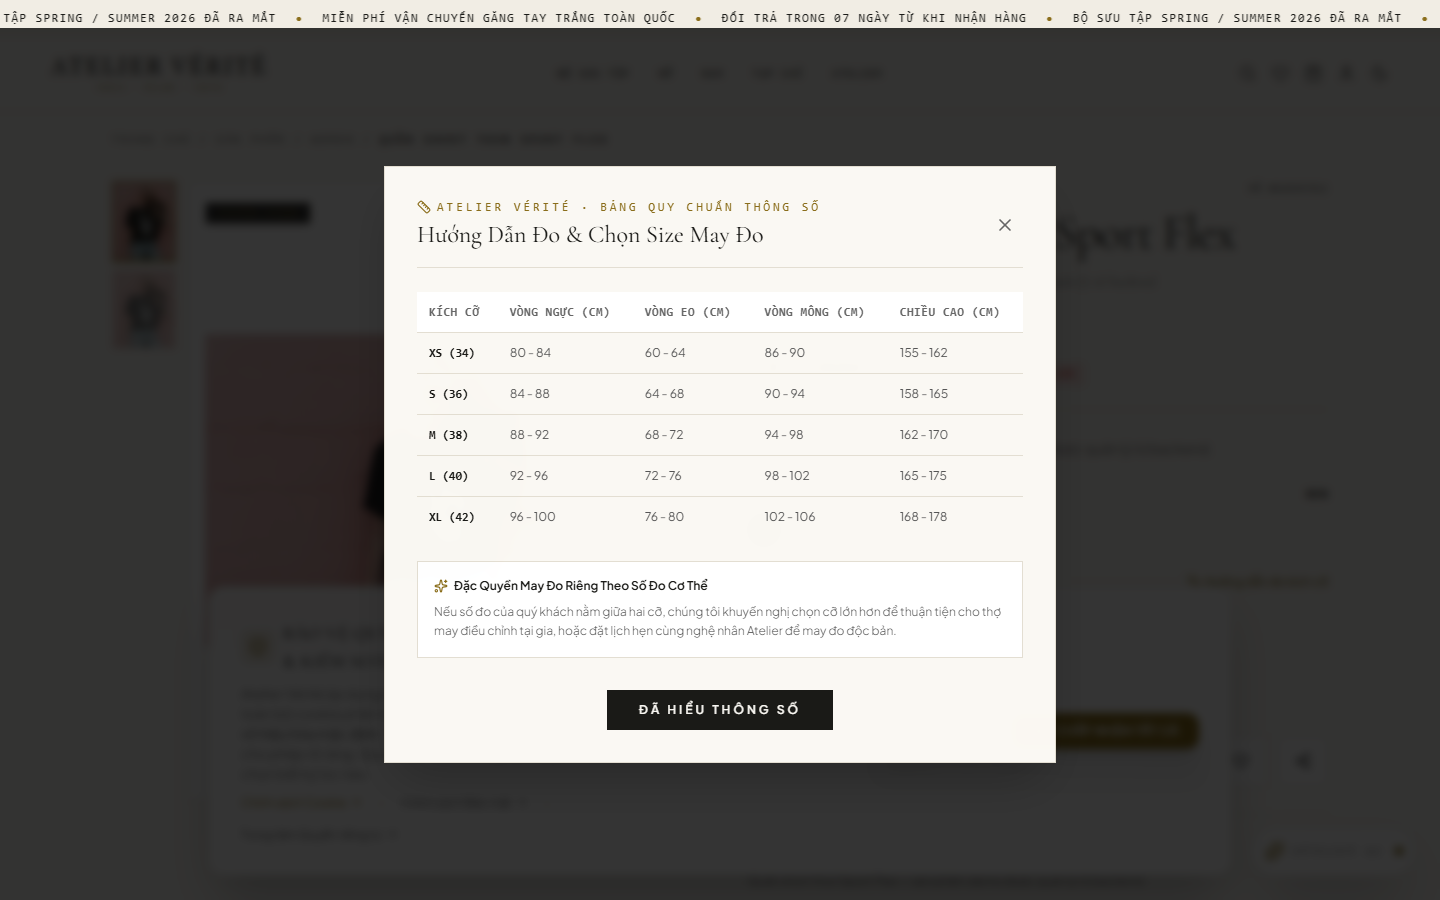 TẬP SPRING / SUMMER 2026 ĐÃ RA MẮT • MIỄN PHÍ VẬN CHUYỂN GĂNG TAY TRẮNG TOÀN QUỐC • ĐỔI TRẢ TRONG 07 NGÀY TỪ KHI NHẬN HÀNG • BỘ SƯU TẬP SPRING / SUMMER 2026 ĐÃ RA MẮT •
ATELIER VÉRITÉ
Sport Flex
ATELIER VÉRITÉ · BẢNG QUY CHUẨN THÔNG SỐ
Hướng Dẫn Đo & Chọn Size May Đo
KÍCH CỠ VÒNG NGỰC (CM) VÒNG EO (CM) VÒNG MÔNG (CM) CHIỀU CAO (CM)
XS (34) 80 - 84 60 - 64 86 - 90 155 - 162
S (36) 84 - 88 64 - 68 90 - 94 158 - 165
M (38) 88 - 92 68 - 72 94 - 98 162 - 170
L (40) 92 - 96 72 - 76 98 - 102 165 - 175
XL (42) 96 - 100 76 - 80 102 - 106 168 - 178
Đặc Quyền May Đo Riêng Theo Số Đo Cơ Thể
Nếu số đo của quý khách nằm giữa hai cỡ, chúng tôi khuyến nghị chọn cỡ lớn hơn để thuận tiện cho thợ
may điều chỉnh tại gia, hoặc đặt lịch hẹn cùng nghệ nhân Atelier để may đo độc bản.
ĐÃ HIỂU THÔNG SỐ